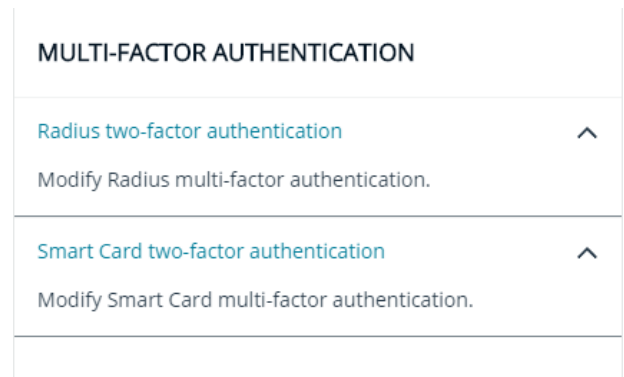 MULTI-FACTOR AUTHENTICATION
Radius two-factor authentication
Modify Radius multi-factor authentication.
Smart Card two-factor authentication
Modify Smart Card multi-factor authentication.